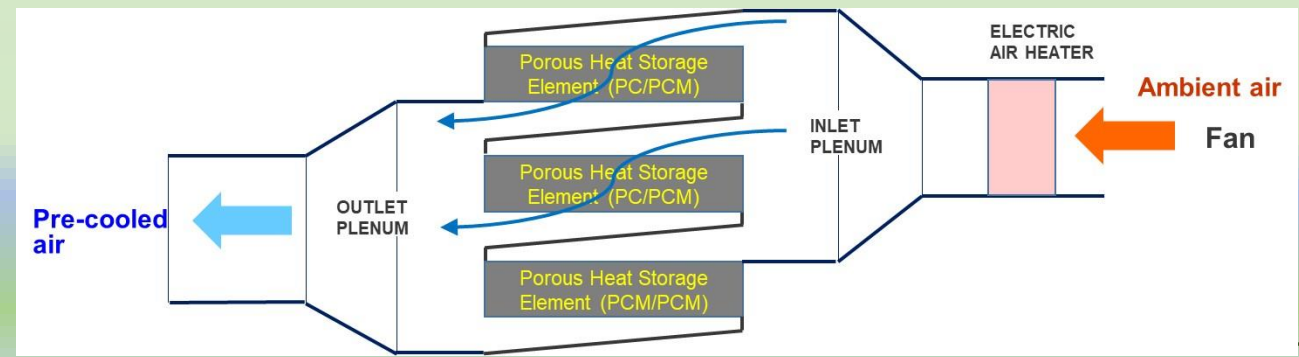 ELECTRIC
AIR HEATER
Porous Heat Storage
Element (PC/PCM)
Ambient air
Fan
INLET
PLENUM
Porous Heat Storage
Element (PC/PCM)
OUTLET
PLENUM
Pre-cooled
air
Porous Heat Storage
Element (PCM/PCM)